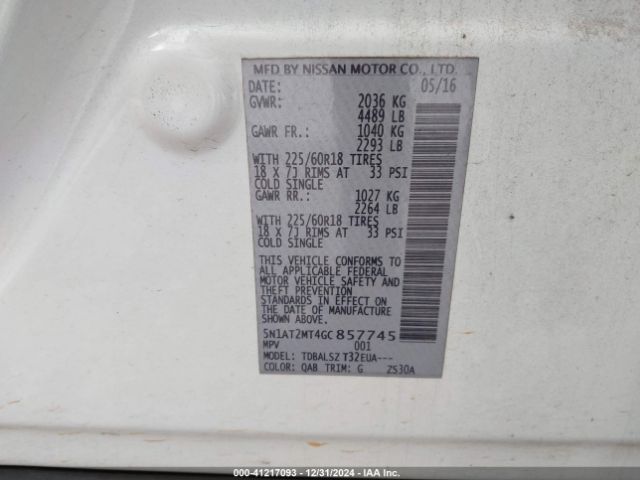 MFD BY NISSAN MOTOR CO., LTD.
DATE: 05/16
GVWR: 2036 KG
4489 LB
GAWR FR.: 1040 KG
2293 LB
WITH 225/60R18 TIRES
18 X 7J RIMS AT 33 PSI
COLD SINGLE
GAWR RR.: 1027 KG
2264 LB
WITH 225/60R18 TIRES
18 X 7J RIMS AT 33 PSI
COLD SINGLE
THIS VEHICLE CONFORMS TO
ALL APPLICABLE FEDERAL
MOTOR VEHICLE SAFETY AND
THEFT PREVENTION
STANDARDS IN EFFECT ON THE
DATE OF MANUFACTURE
SHOWN ABOVE.
5N1AT2MT4GC857745
MPV 001
MODEL: TDBALSZ T32EUA---
COLOR: QAB TRIM: G ZS30A
000-41217093 - 12/31/2024 - IAA Inc.